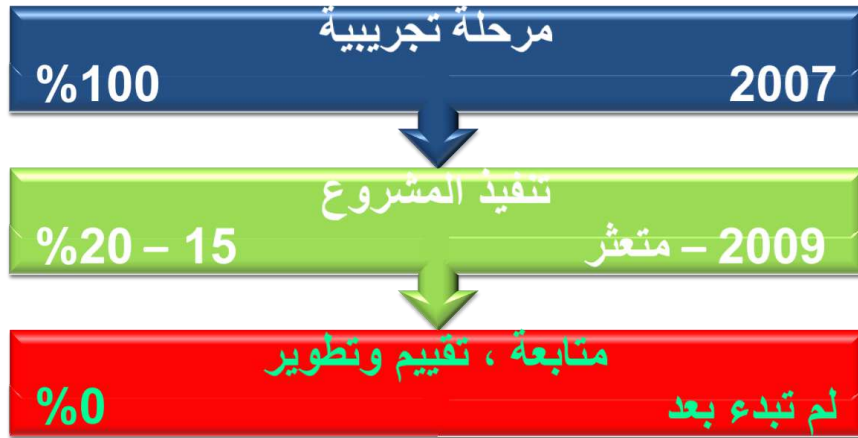 مرحلة تجريبية
2007 %100
تنفيذ المشروع
2009 – متعثر 15 – 20%
متابعة ، تقييم وتطوير
لم تبدء بعد %0